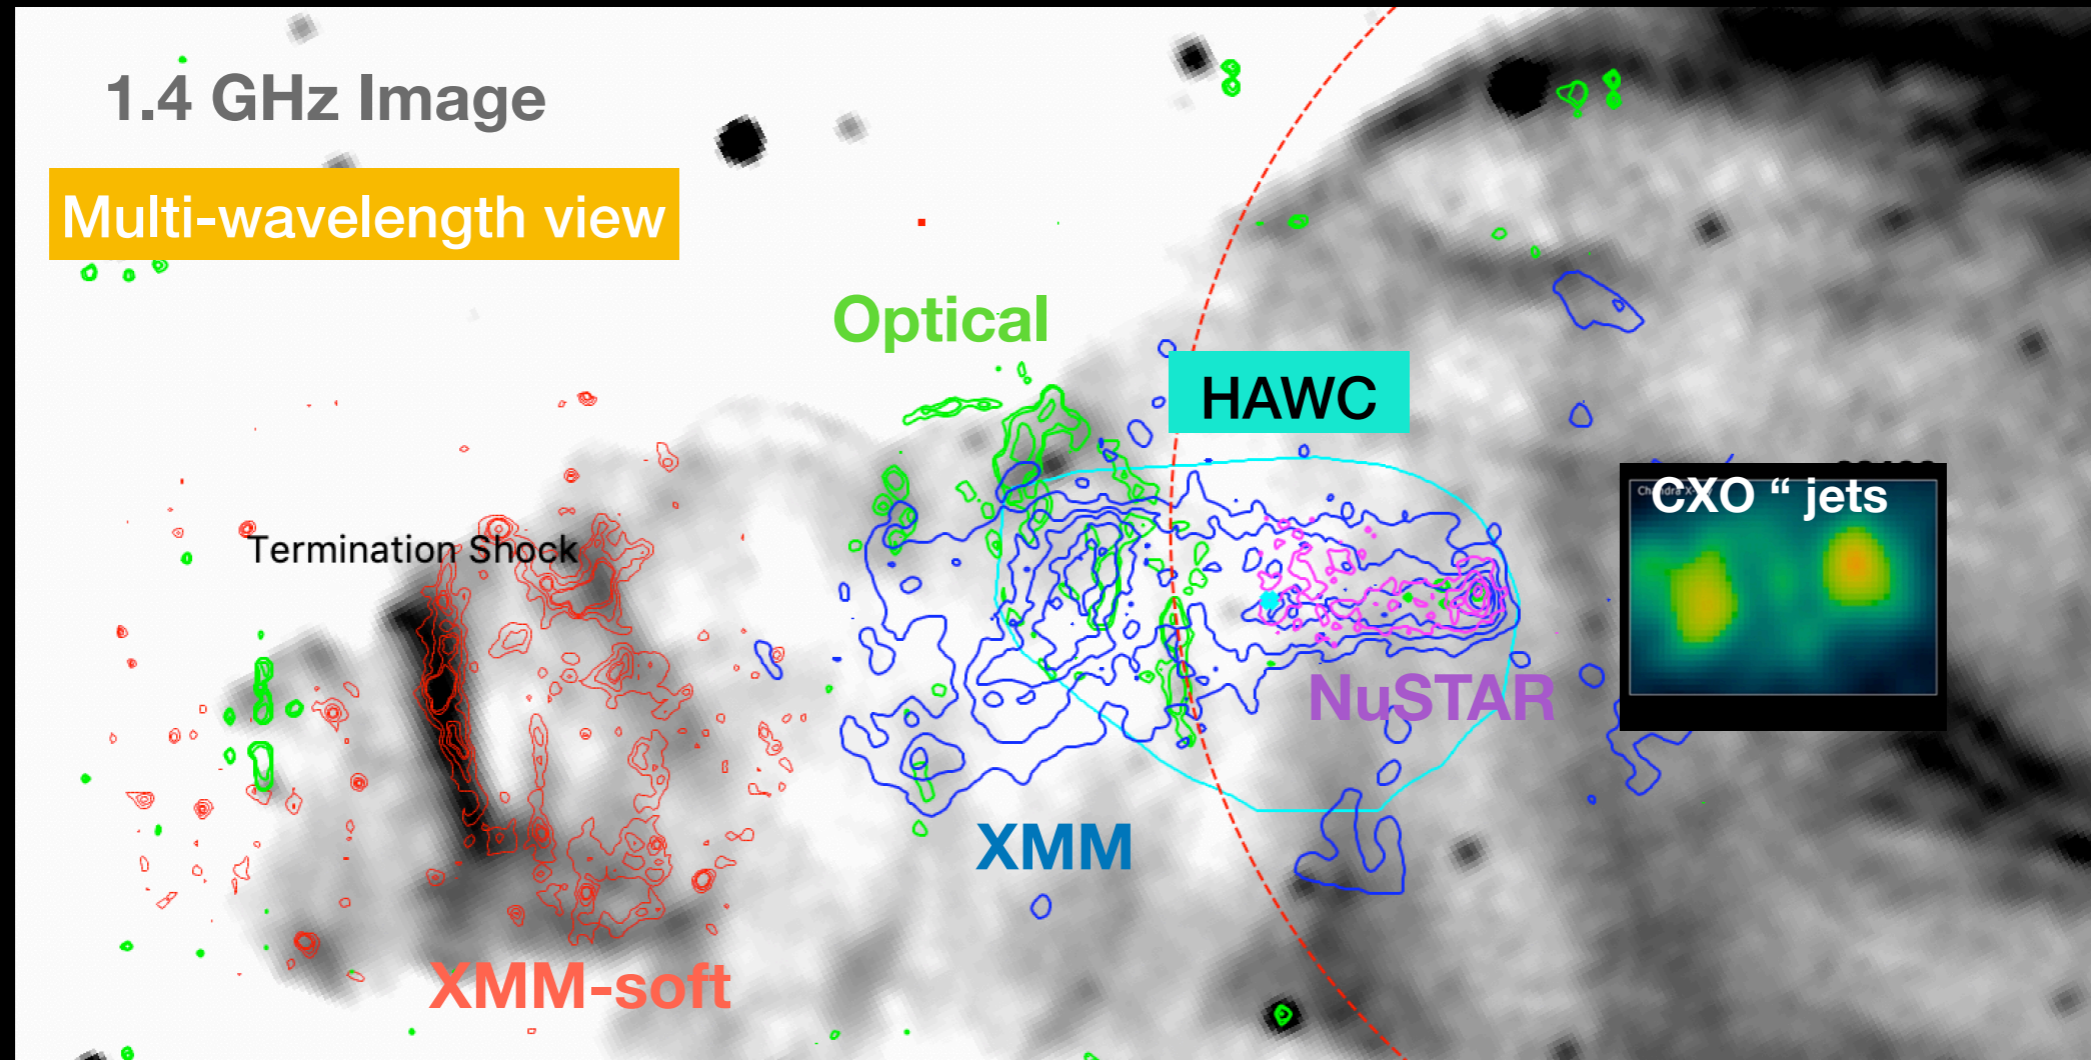 1.4 GHz Image
Multi-wavelength view
Optical
HAWC
CXO “ jets
Termination Shock
NuSTAR
XMM
XMM-soft